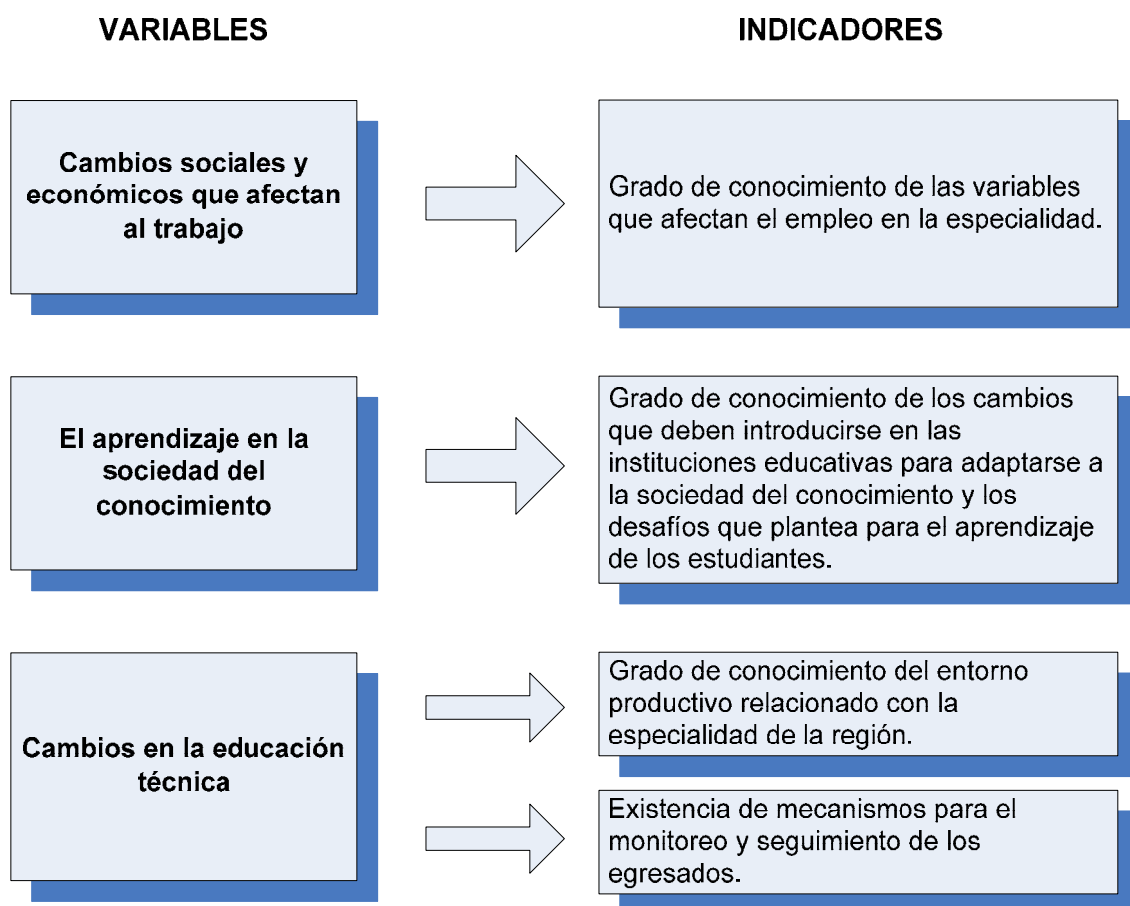 VARIABLES
INDICADORES
Cambios sociales y
económicos que afectan
al trabajo
Grado de conocimiento de las variables
que afectan el empleo en la especialidad.
El aprendizaje en la
sociedad del
conocimiento
Grado de conocimiento de los cambios
que deben introducirse en las
instituciones educativas para adaptarse a
la sociedad del conocimiento y los
desafíos que plantea para el aprendizaje
de los estudiantes.
Cambios en la educación
técnica
Grado de conocimiento del entorno
productivo relacionado con la
especialidad de la región.
Existencia de mecanismos para el
monitoreo y seguimiento de los
egresados.